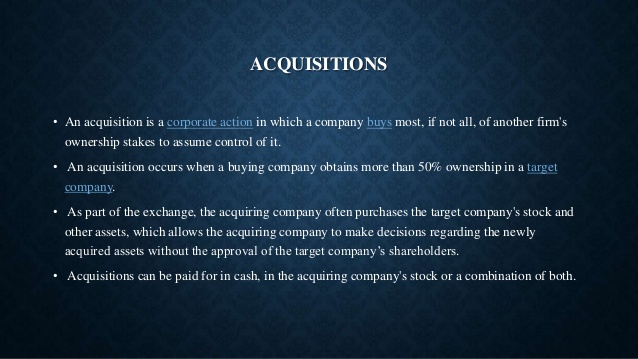 ACQUISITIONS
• An acquisition is a corporate action in which a company buys most, if not all, of another firm's
ownership stakes to assume control of it.
• An acquisition occurs when a buying company obtains more than 50% ownership in a target
company.
• As part of the exchange, the acquiring company often purchases the target company's stock and
other assets, which allows the acquiring company to make decisions regarding the newly
acquired assets without the approval of the target company’s shareholders.
• Acquisitions can be paid for in cash, in the acquiring company's stock or a combination of both.